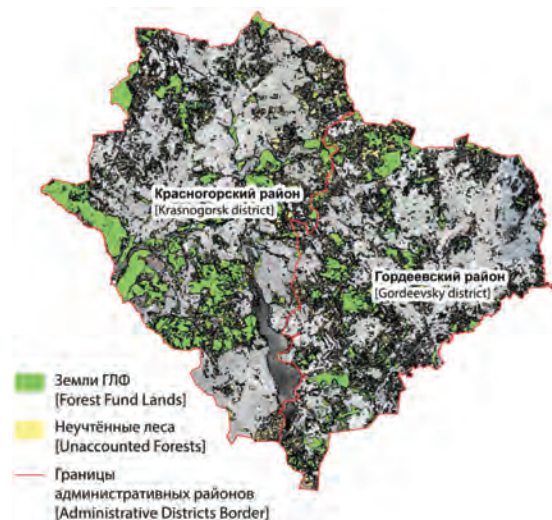 Красногорский район
[Krasnogorsk district]
Гордеевский район
[Gordeevsky district]
Земли ГЛФ
[Forest Fund Lands]
Неучтённые леса
[Unaccounted Forests]
Границы
административных районов
[Administrative Districts Border]